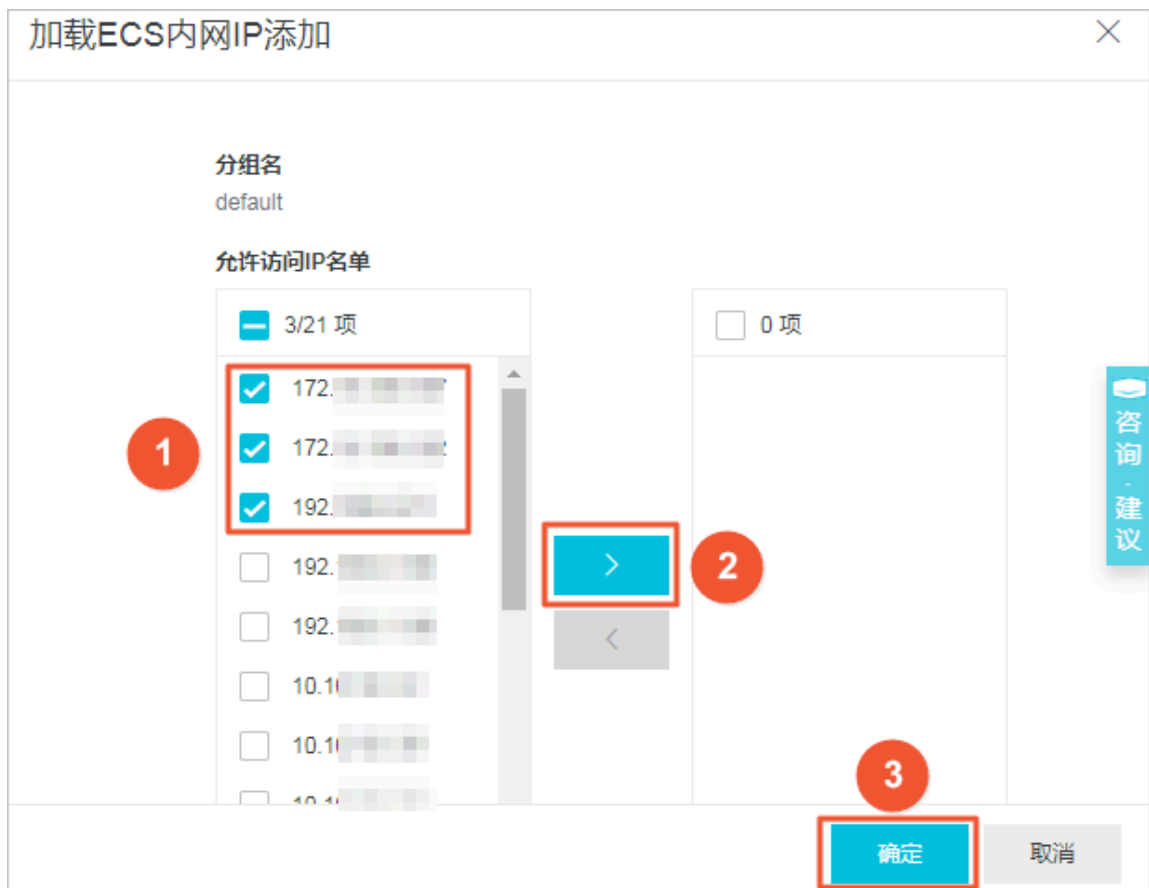 加载ECS内网IP添加
分组名
default
允许访问IP名单
3/21 项
0 项
172.
172.
192.
192.
192.
10.1
10.1
10.1
1
2
3
咨询·建议
确定
取消